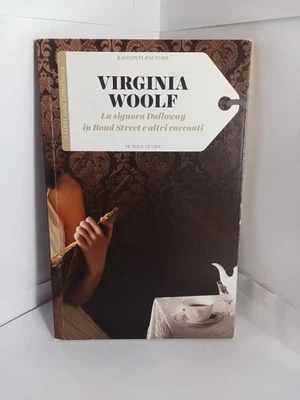 RACCONTI D'AUTORE
VIRGINIA
WOOLF
La signora Dalloway
in Bond Street e altri racconti
IL SOLE 24 ORE